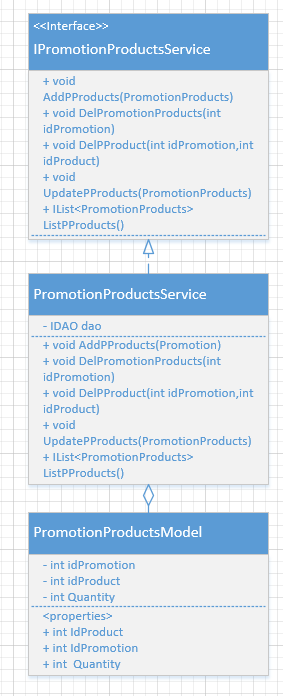 <<Interface>>
IPromotionProductsService
+ void
AddPProducts(PromotionProducts)
+ void DelPromotionProducts(int
idPromotion)
+ void DelPProduct(int idPromotion,int
idProduct)
+ void
UpdatePProducts(PromotionProducts)
+ IList<PromotionProducts>
ListPProducts()
PromotionProductsService
- IDAO dao
+ void AddPProducts(Promotion)
+ void DelPromotionProducts(int
idPromotion)
+ void DelPProduct(int idPromotion,int
idProduct)
+ void
UpdatePProducts(PromotionProducts)
+ IList<PromotionProducts>
ListPProducts()
PromotionProductsModel
- int idPromotion
- int idProduct
- int Quantity
<properties>
+ int IdProduct
+ int IdPromotion
+ int  Quantity